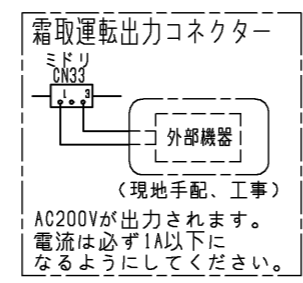 霜取運転出力コネクター
ミドリ
CN33
1 3
外部機器
(現地手配、工事)
AC200Vが出力されます。
電流は必ず1A以下に
なるようにしてください。